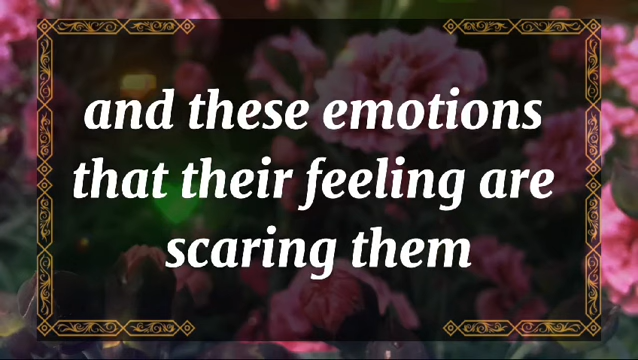 and these emotions
that their feeling are
scaring them